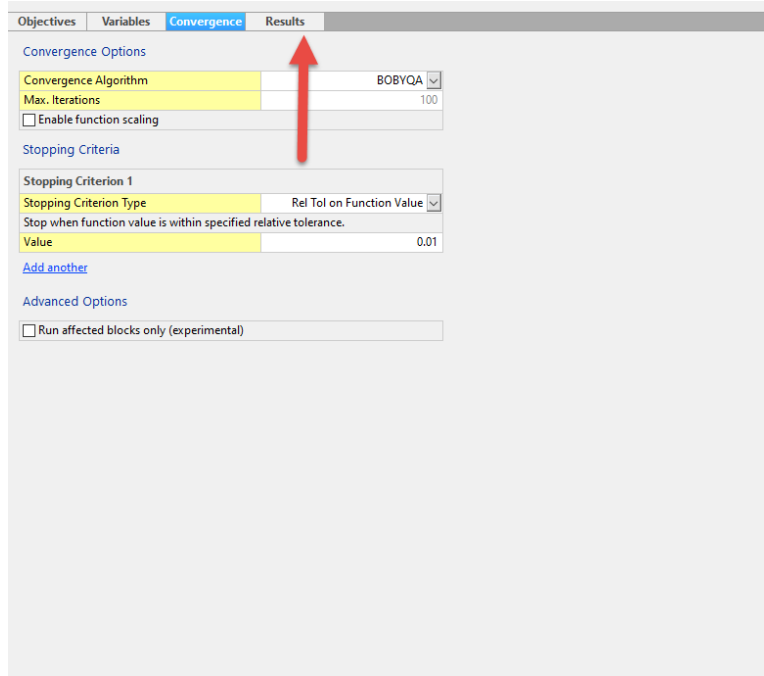 Objectives Variables Convergence Results
Convergence Options
Convergence Algorithm BOBYQA
Max. Iterations 100
Enable function scaling
Stopping Criteria
Stopping Criterion 1
Stopping Criterion Type Rel Tol on Function Value
Stop when function value is within specified relative tolerance.
Value 0.01
Add another
Advanced Options
Run affected blocks only (experimental)